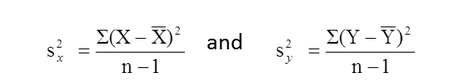 s²ₓ = Σ(X − X̅)² / n − 1 and s²ᵧ = Σ(Y − Y̅)² / n − 1